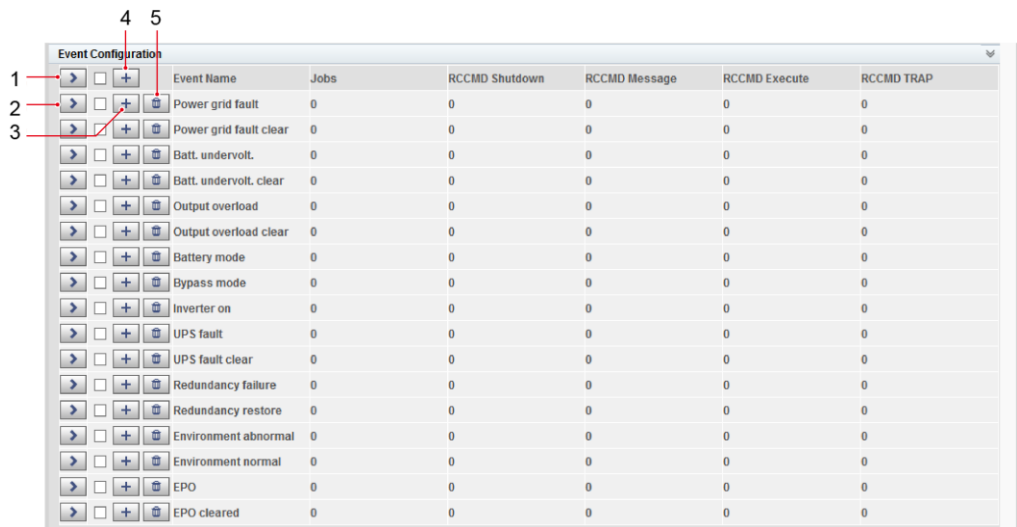 4 5
Event Configuration
1 Event Name Jobs RCCMD Shutdown RCCMD Message RCCMD Execute RCCMD TRAP
2 Power grid fault 0 0 0 0 0
3 Power grid fault clear 0 0 0 0 0
Batt. undervolt. 0 0 0 0 0
Batt. undervolt. clear 0 0 0 0 0
Output overload 0 0 0 0 0
Output overload clear 0 0 0 0 0
Battery mode 0 0 0 0 0
Bypass mode 0 0 0 0 0
Inverter on 0 0 0 0 0
UPS fault 0 0 0 0 0
UPS fault clear 0 0 0 0 0
Redundancy failure 0 0 0 0 0
Redundancy restore 0 0 0 0 0
Environment abnormal 0 0 0 0 0
Environment normal 0 0 0 0 0
EPO 0 0 0 0 0
EPO cleared 0 0 0 0 0